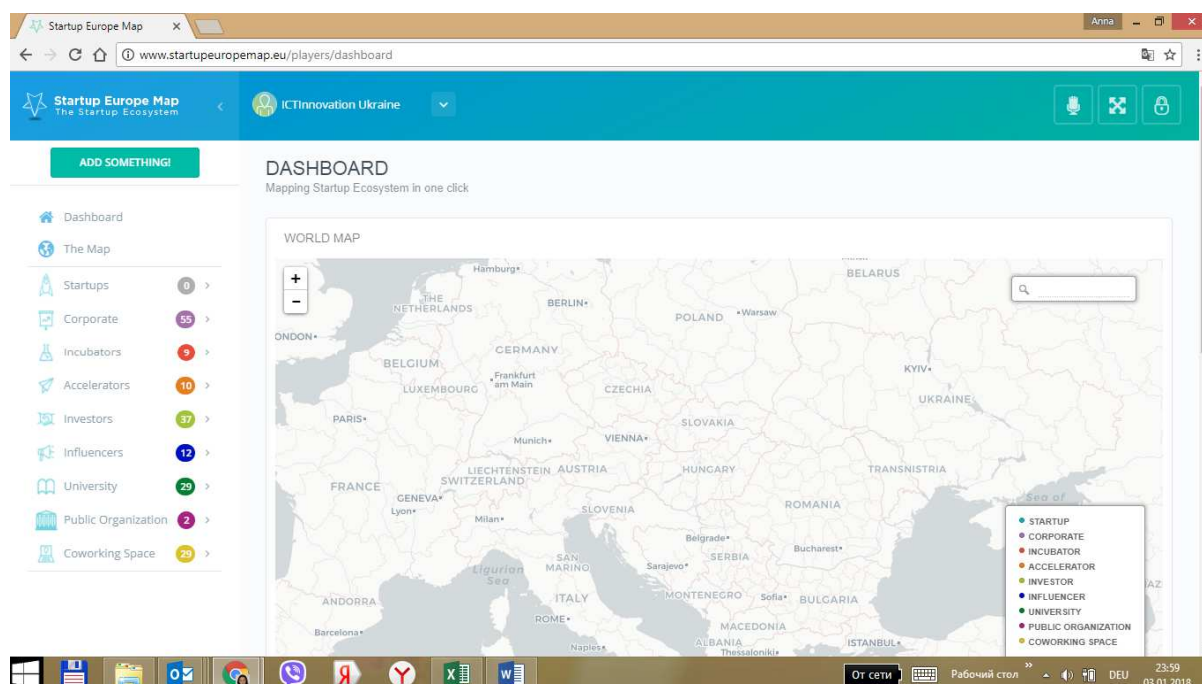 Startup Europe Map
Anna
www.startupeuropemap.eu/players/dashboard
Startup Europe Map
The Startup Ecosystem
ICTInnovation Ukraine
ADD SOMETHING!
DASHBOARD
Mapping Startup Ecosystem in one click
Dashboard
The Map
Startups 0
Corporate 55
Incubators 9
Accelerators 10
Investors 37
Influencers 12
University 29
Public Organization 2
Coworking Space 29
WORLD MAP
+
−
Hamburg
BELARUS
THE
NETHERLANDS
BERLIN
POLAND
Warsaw
ONDON
GERMANY
BELGIUM
Frankfurt
am Main
KYIV
LUXEMBOURG
CZECHIA
UKRAINE
PARIS
SLOVAKIA
Munich
VIENNA
LIECHTENSTEIN
AUSTRIA
HUNGARY
TRANSNISTRIA
SWITZERLAND
FRANCE
GENEVA
Lyon
Milan
SLOVENIA
ROMANIA
Sea of
Belgrade
Bucharest
SAN
MARINO
Sarajevo
SERBIA
Ligurian
Sea
ANDORRA
ITALY
MONTENEGRO
Sofia
BULGARIA
ROME
Barcelona
MACEDONIA
ALBANIA
ISTANBUL
Naples
Thessaloniki
AZ
STARTUP
CORPORATE
INCUBATOR
ACCELERATOR
INVESTOR
INFLUENCER
UNIVERSITY
PUBLIC ORGANIZATION
COWORKING SPACE
От сети
Рабочий стол
DEU
23:59
03.01.2018